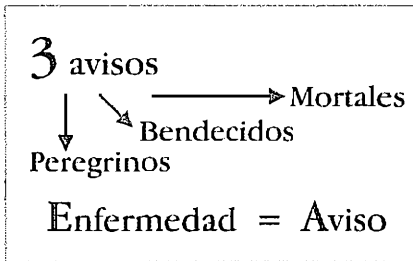 3 avisos
Mortales
Bendecidos
Peregrinos
Enfermedad = Aviso